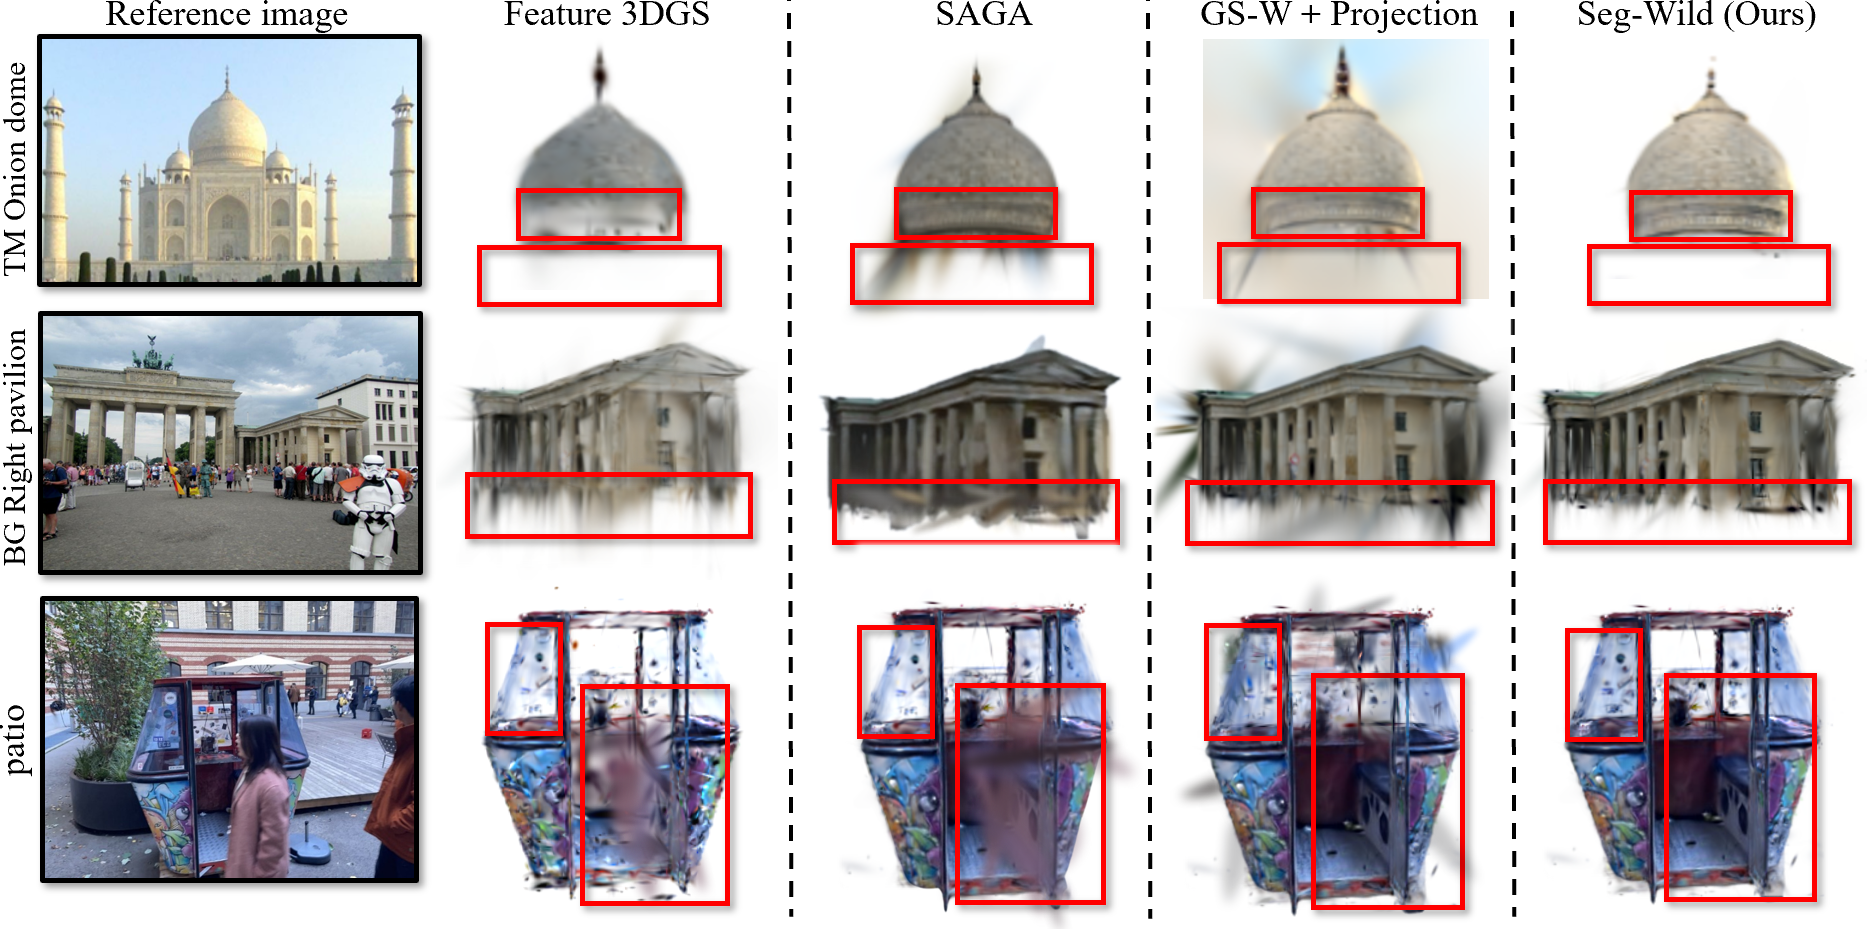 Reference image
Feature 3DGS
SAGA
GS-W + Projection
Seg-Wild (Ours)
TM Onion dome
BG Right pavilion
patio